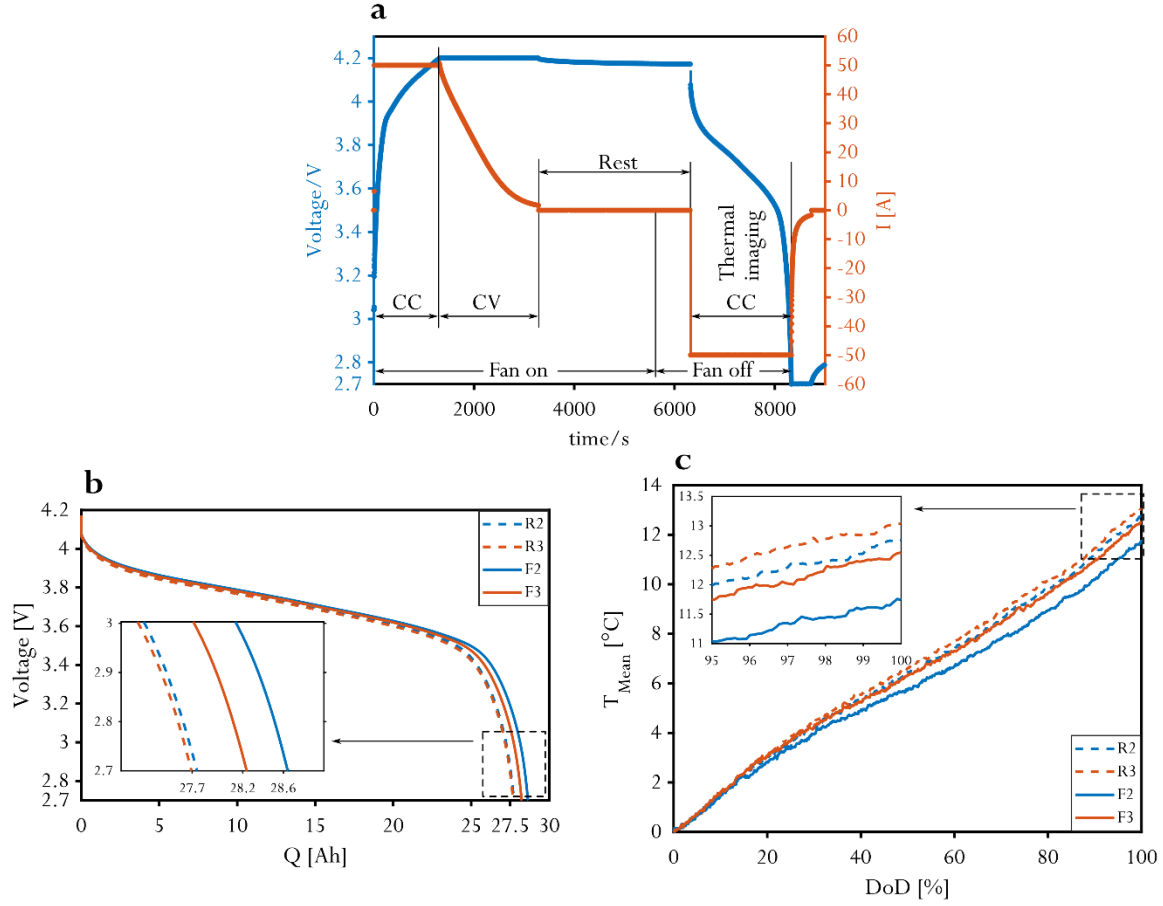 a
Voltage/V
4.2
4
3.8
3.6
3.4
3.2
3
2.8
2.7
60
50
40
30
20
10
0
-10
-20
-30
-40
-50
-60
I [A]
Rest
Thermal
imaging
CC
CV
CC
Fan on
Fan off
0
2000
4000
6000
8000
time/s
b
Voltage [V]
4.2
4
3.8
3.6
3.4
3.2
3
2.8
2.7
R2
R3
F2
F3
3
2.9
2.8
2.7
27.7
28.2
28.6
0
5
10
15
20
25
27.5
30
Q [Ah]
c
T_Mean [°C]
14
12
10
8
6
4
2
0
13.5
13
12.5
12
11.5
11
95
96
97
98
99
100
R2
R3
F2
F3
0
20
40
60
80
100
DoD [%]